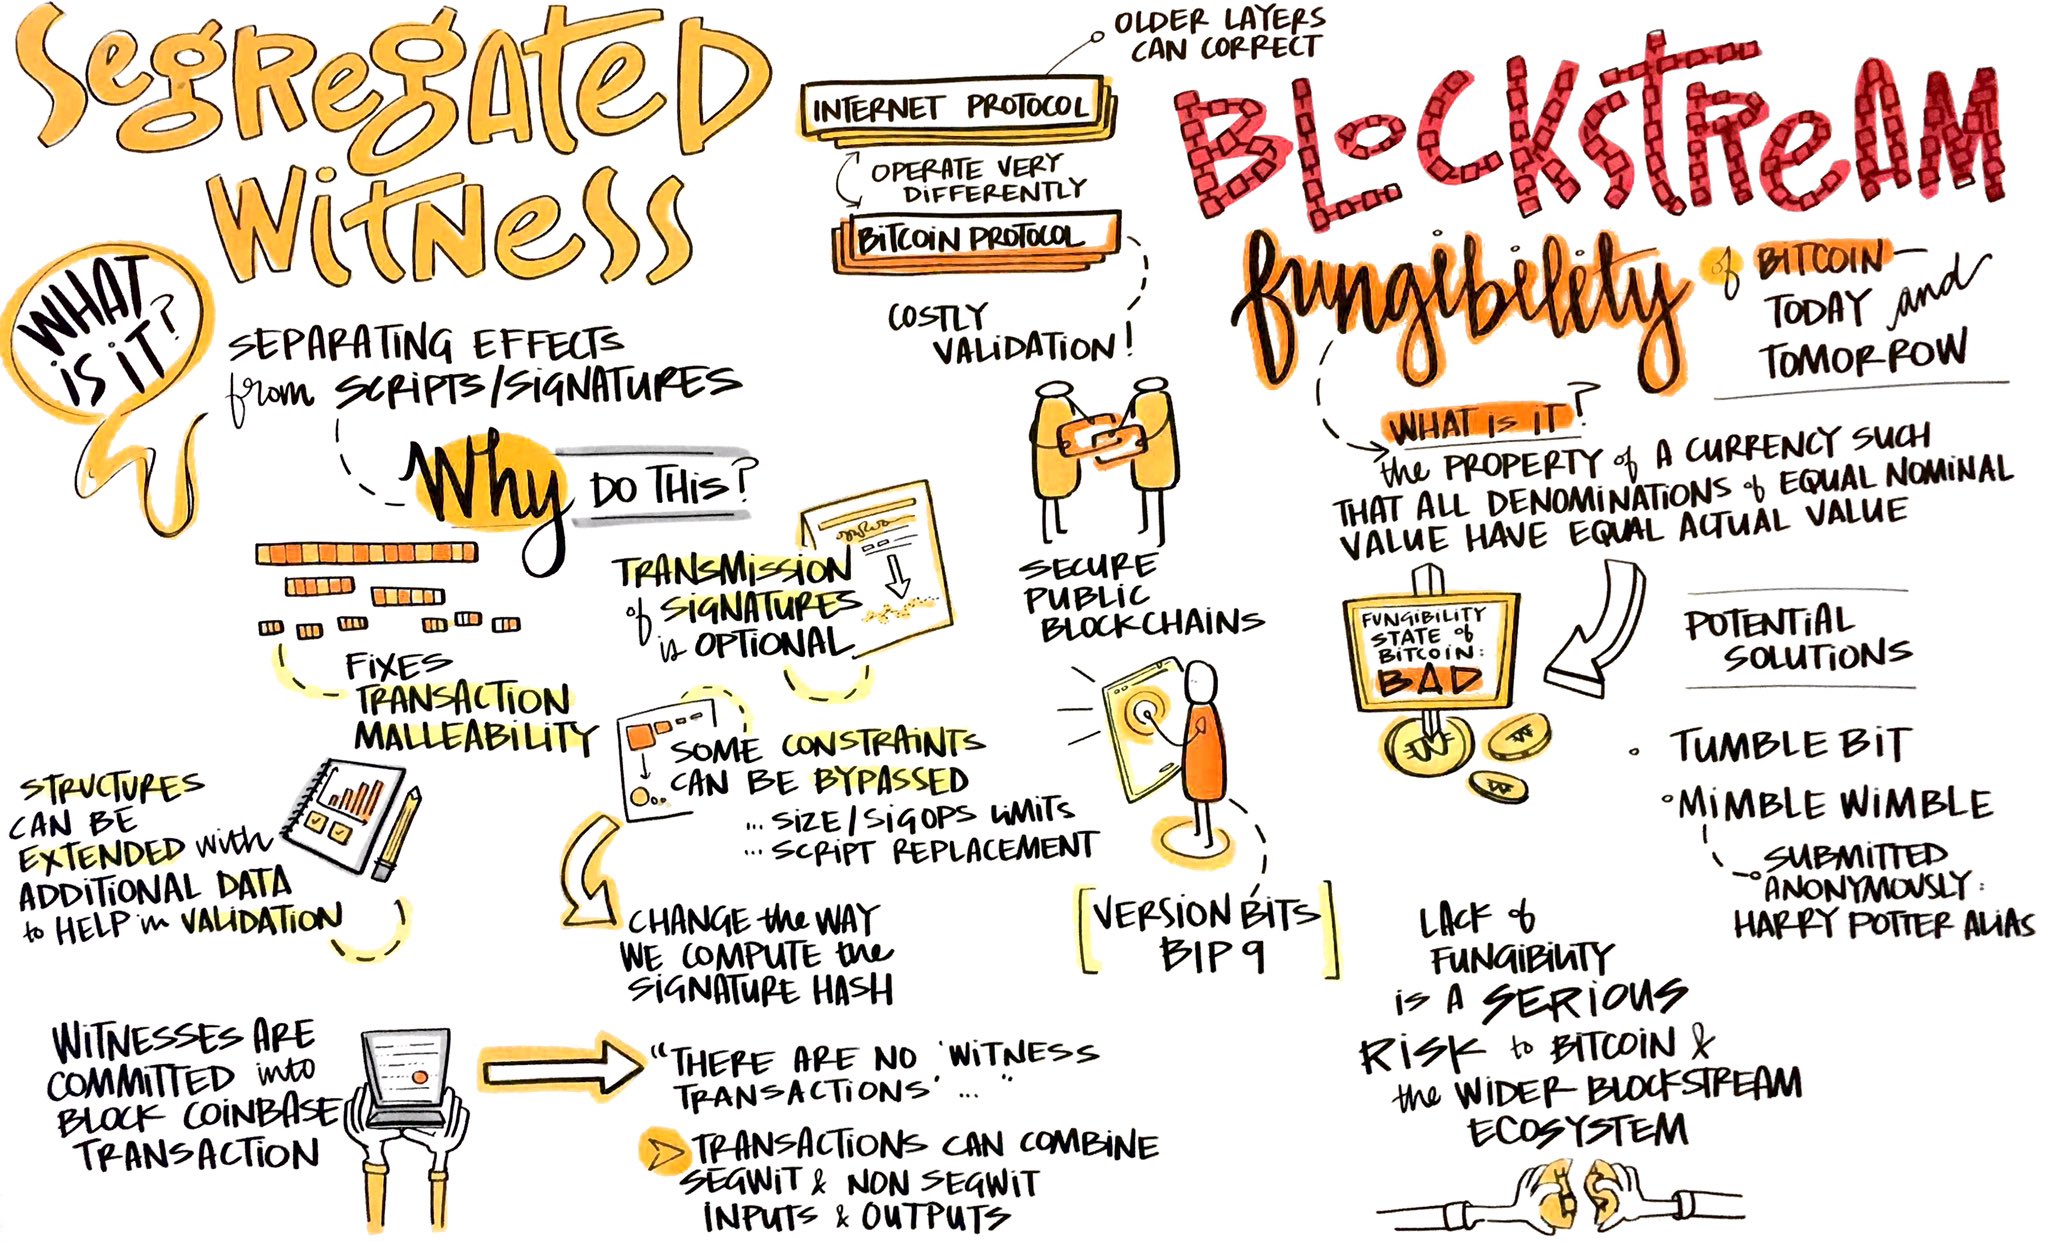 SEGREGATED
WITNESS
WHAT
IS IT?
SEPARATING EFFECTS
from SCRIPTS/SIGNATURES
Why DO THIS?
FIXES
TRANSACTION
MALLEABILITY
TRANSMISSION
of SIGNATURES
is OPTIONAL
STRUCTURES
CAN BE
EXTENDED with
ADDITIONAL DATA
to HELP in VALIDATION
SOME CONSTRAINTS
CAN BE BYPASSED
... SIZE/SIGOPS LIMITS
... SCRIPT REPLACEMENT
CHANGE the WAY
WE COMPUTE the
SIGNATURE HASH
WITNESSES ARE
COMMITTED into
BLOCK COINBASE
TRANSACTION
"THERE ARE NO 'WITNESS
TRANSACTIONS' ..."
TRANSACTIONS CAN COMBINE
SEGWIT & NON SEGWIT
INPUTS & OUTPUTS
OLDER LAYERS
CAN CORRECT
INTERNET PROTOCOL
OPERATE VERY
DIFFERENTLY
BITCOIN PROTOCOL
COSTLY
VALIDATION!
SECURE
PUBLIC
BLOCKCHAINS
[VERSION BITS
BIP 9]
BLOCKSTREAM
fungibility of BITCOIN—
TODAY and
TOMORROW
WHAT IS IT?
the PROPERTY of A CURRENCY SUCH
THAT ALL DENOMINATIONS of EQUAL NOMINAL
VALUE HAVE EQUAL ACTUAL VALUE
FUNGIBILITY
STATE of
BITCOIN:
BAD
POTENTIAL
SOLUTIONS
• TUMBLE BIT
• MIMBLE WIMBLE
SUBMITTED
ANONYMOUSLY:
HARRY POTTER ALIAS
LACK of
FUNGIBILITY
is A SERIOUS
RISK to BITCOIN &
the WIDER BLOCKSTREAM
ECOSYSTEM